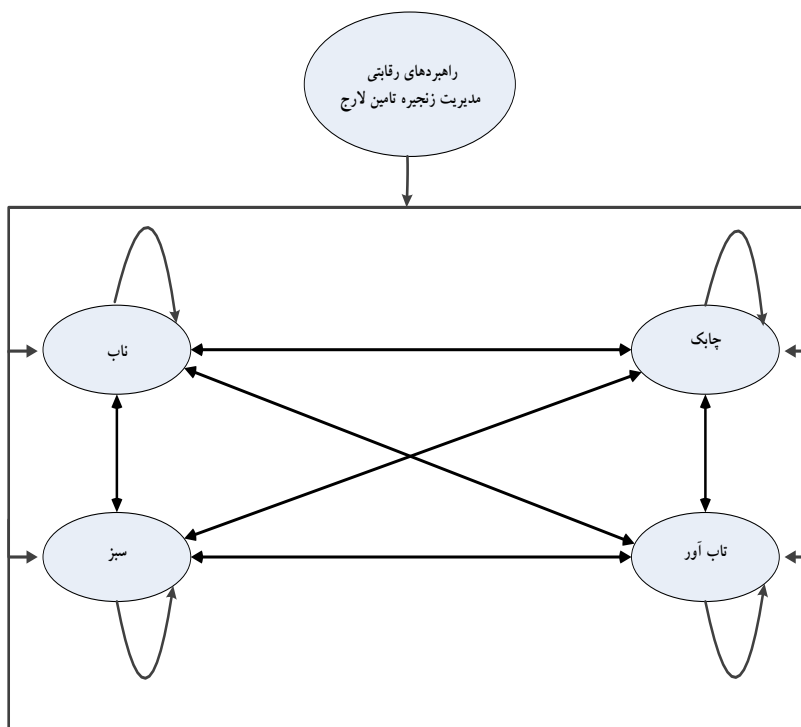 راهبردهای رقابتی
مدیریت زنجیره تامین لارج
چابک
ناب
تاب آور
سبز